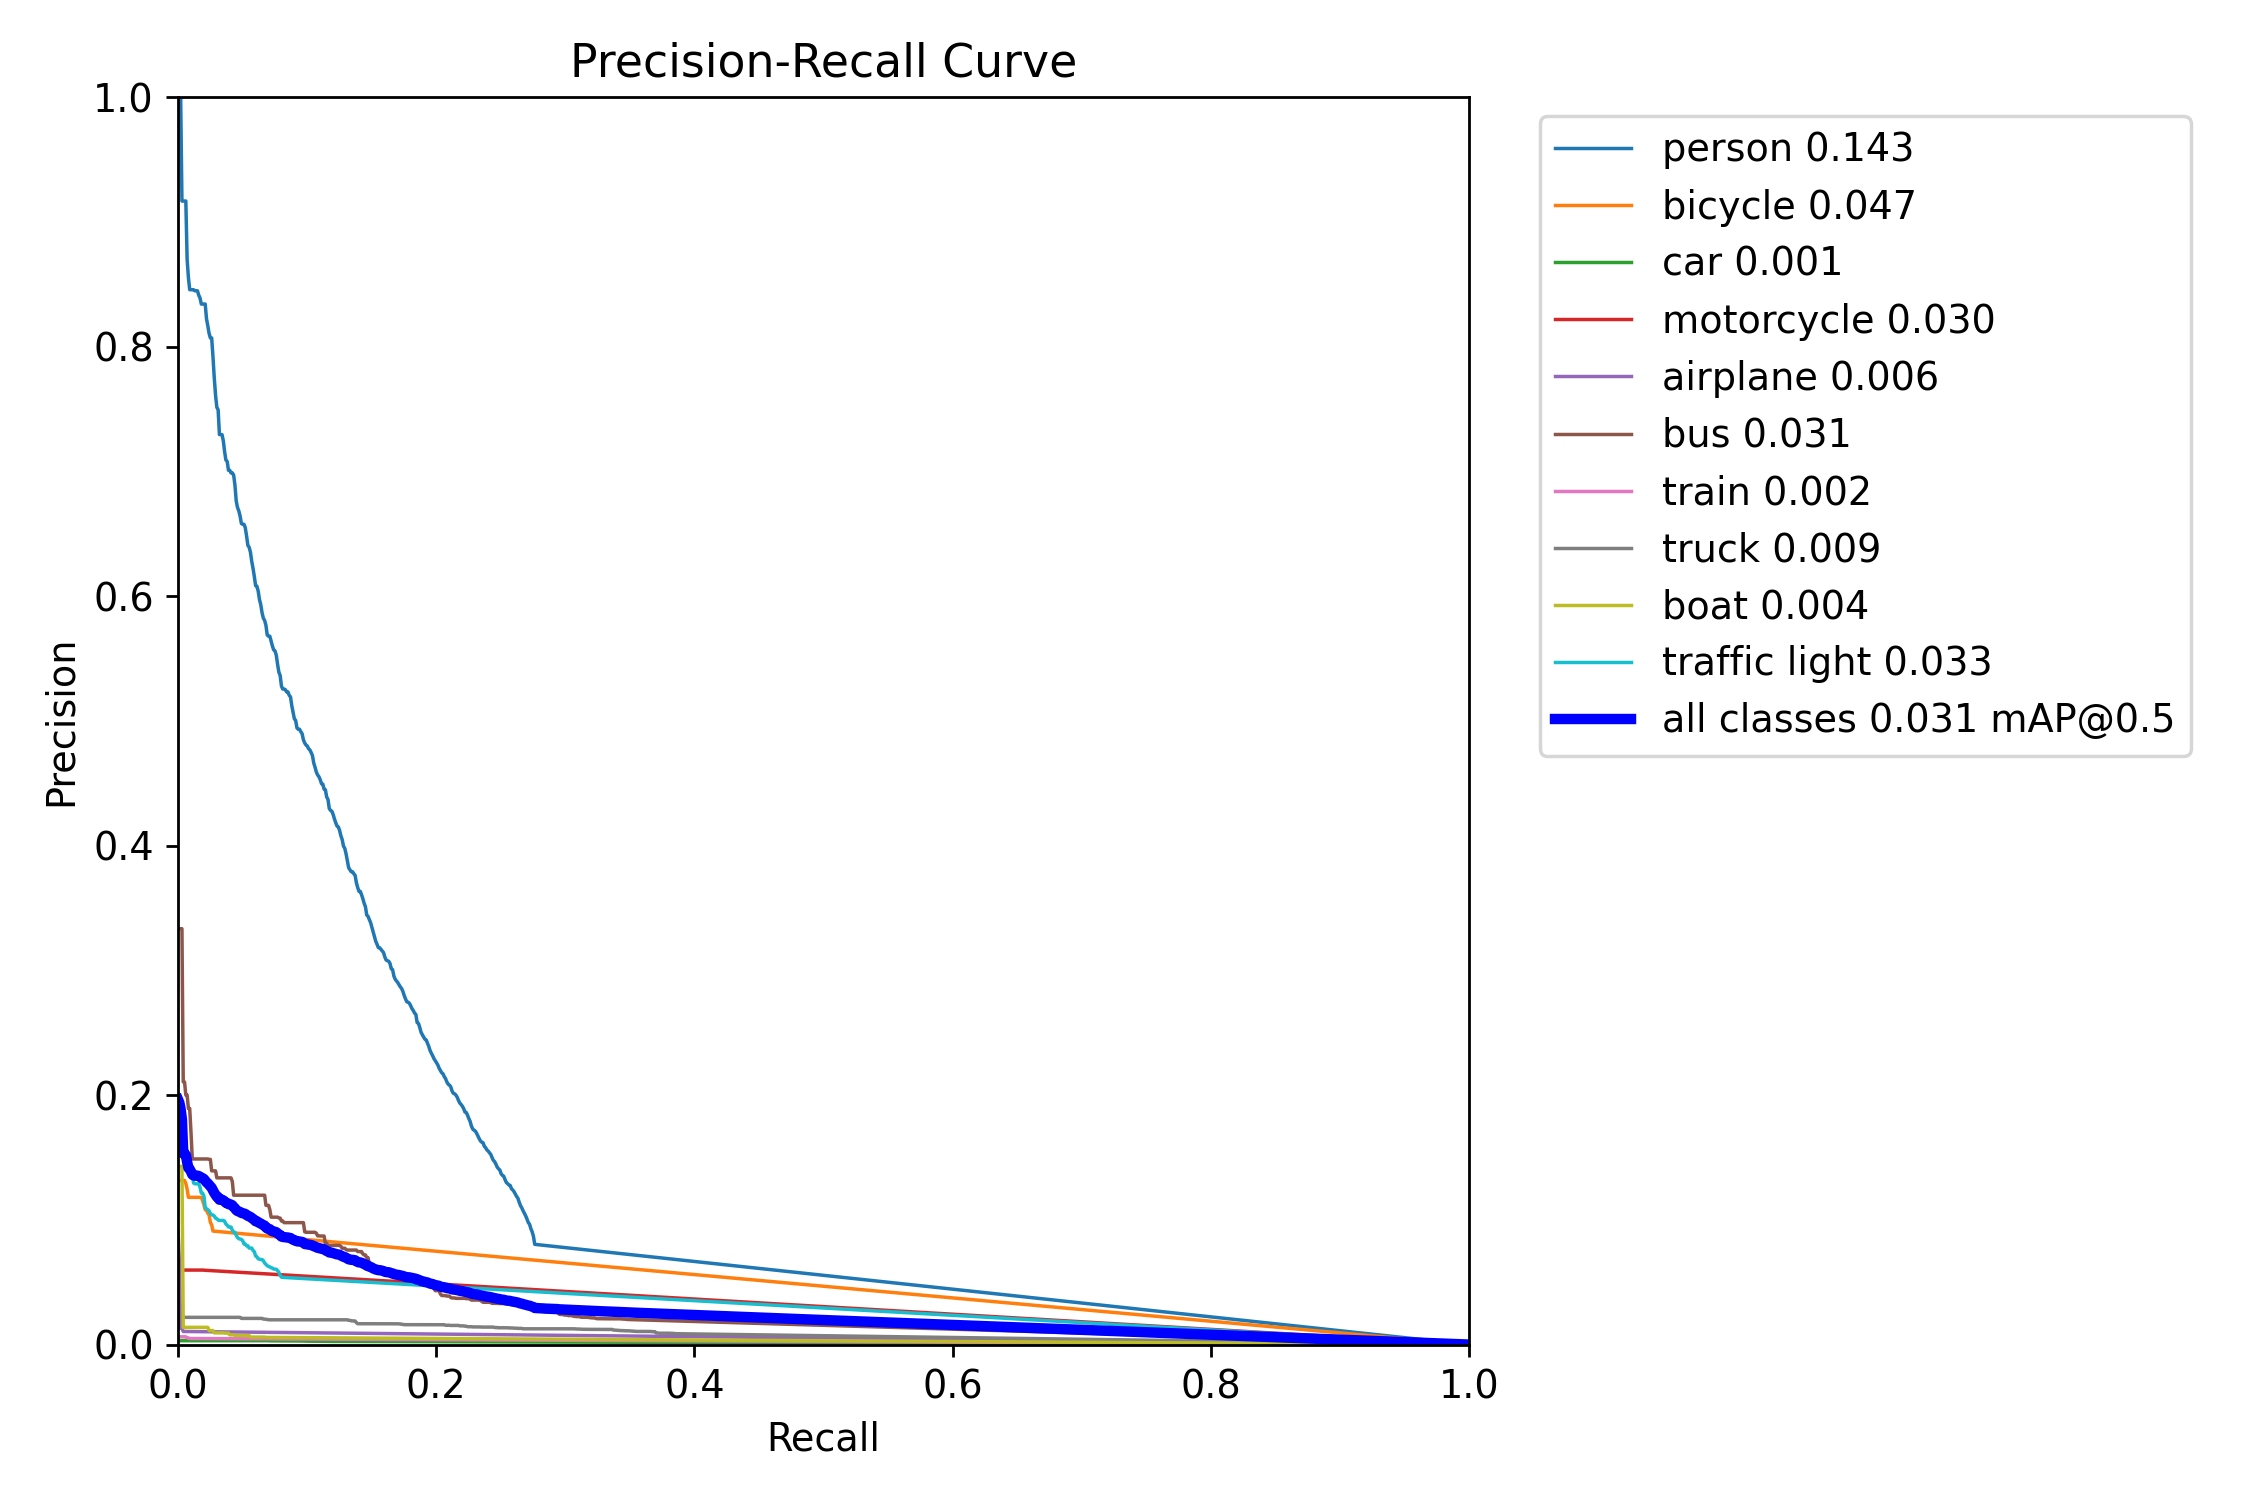 Precision-Recall Curve
1.0
0.8
0.6
0.4
0.2
0.0
Precision
0.0 0.2 0.4 0.6 0.8 1.0
Recall
person 0.143
bicycle 0.047
car 0.001
motorcycle 0.030
airplane 0.006
bus 0.031
train 0.002
truck 0.009
boat 0.004
traffic light 0.033
all classes 0.031 mAP@0.5